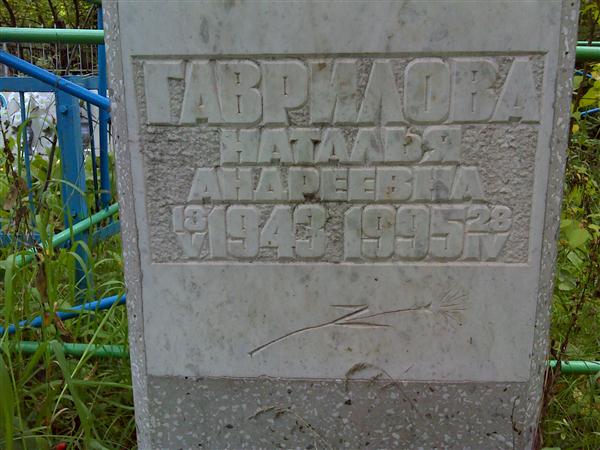 ГАВРИЛОВА
НАТАЛЬЯ
АНДРЕЕВНА
18 V 1943 1995 28 IV